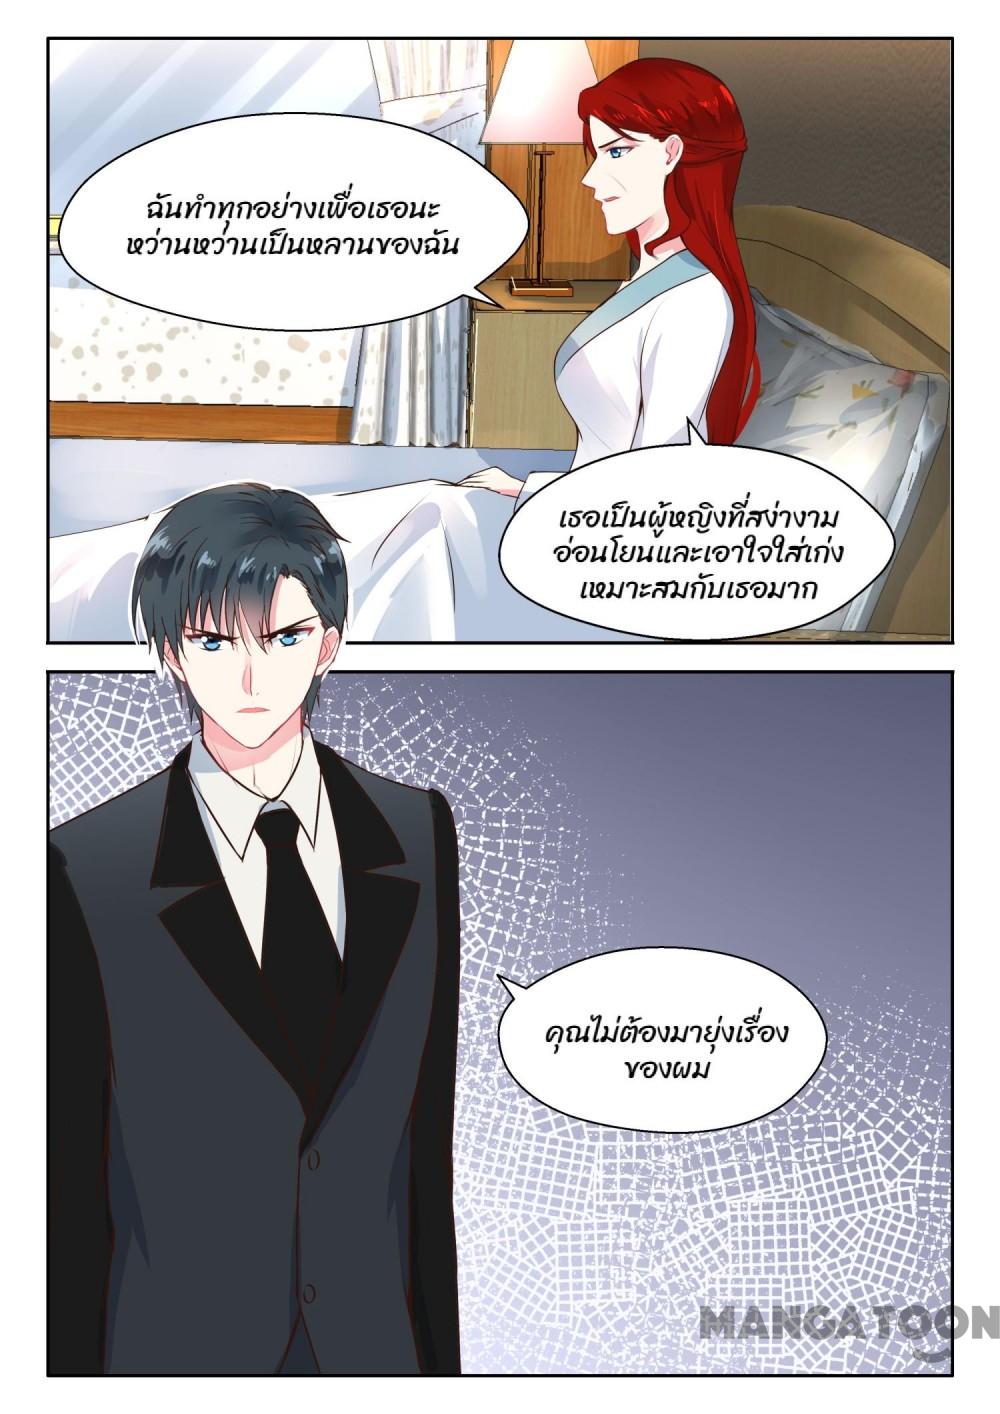 ฉันทำทุกอย่างเพื่อเธอนะ
หว่านหว่านเป็นหลานของฉัน
เธอเป็นผู้หญิงที่สง่างาม
อ่อนโยนและเอาใจใส่เก่ง
เหมาะสมกับเธอมาก
คุณไม่ต้องมายุ่งเรื่อง
ของผม
MANGATOON